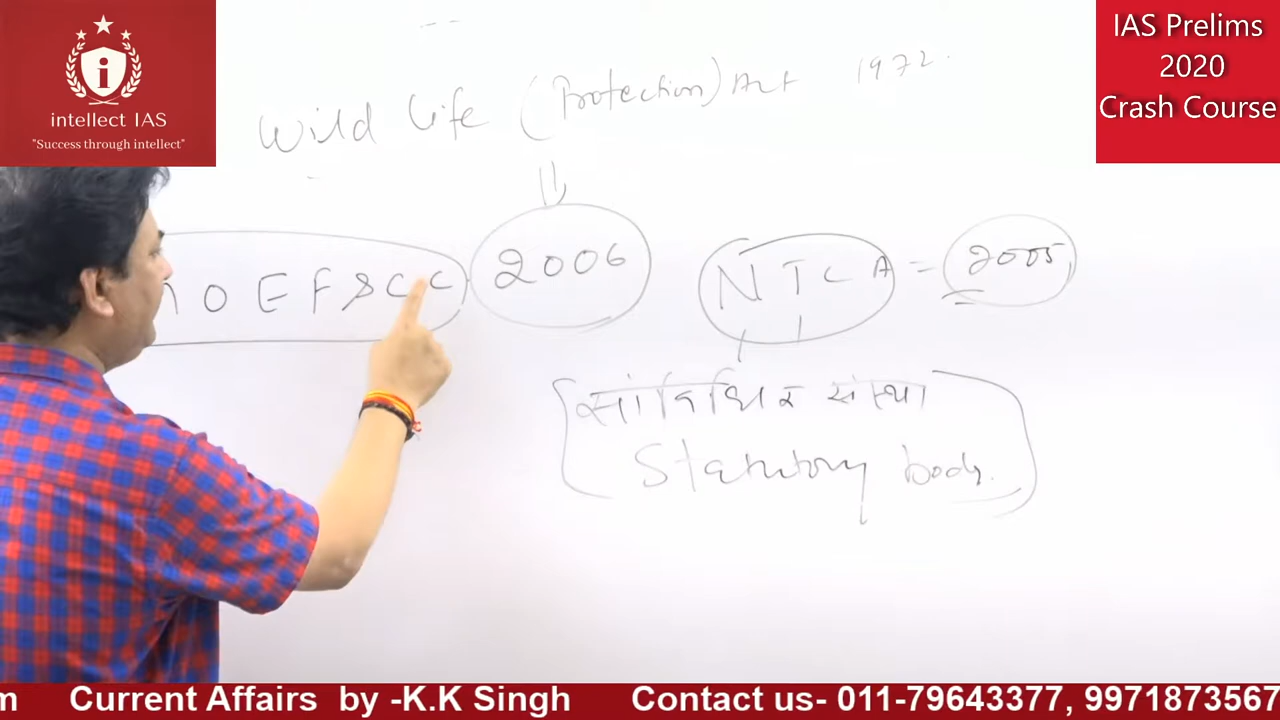 intellect IAS
"Success through intellect"
IAS Prelims
2020
Crash Course
Wild life (Protection) Act 1972.
OEF&CC 2006 NTCA = 2005
सांविधिक संस्था
Statutory body.
m Current Affairs by -K.K Singh Contact us- 011-79643377, 9971873567